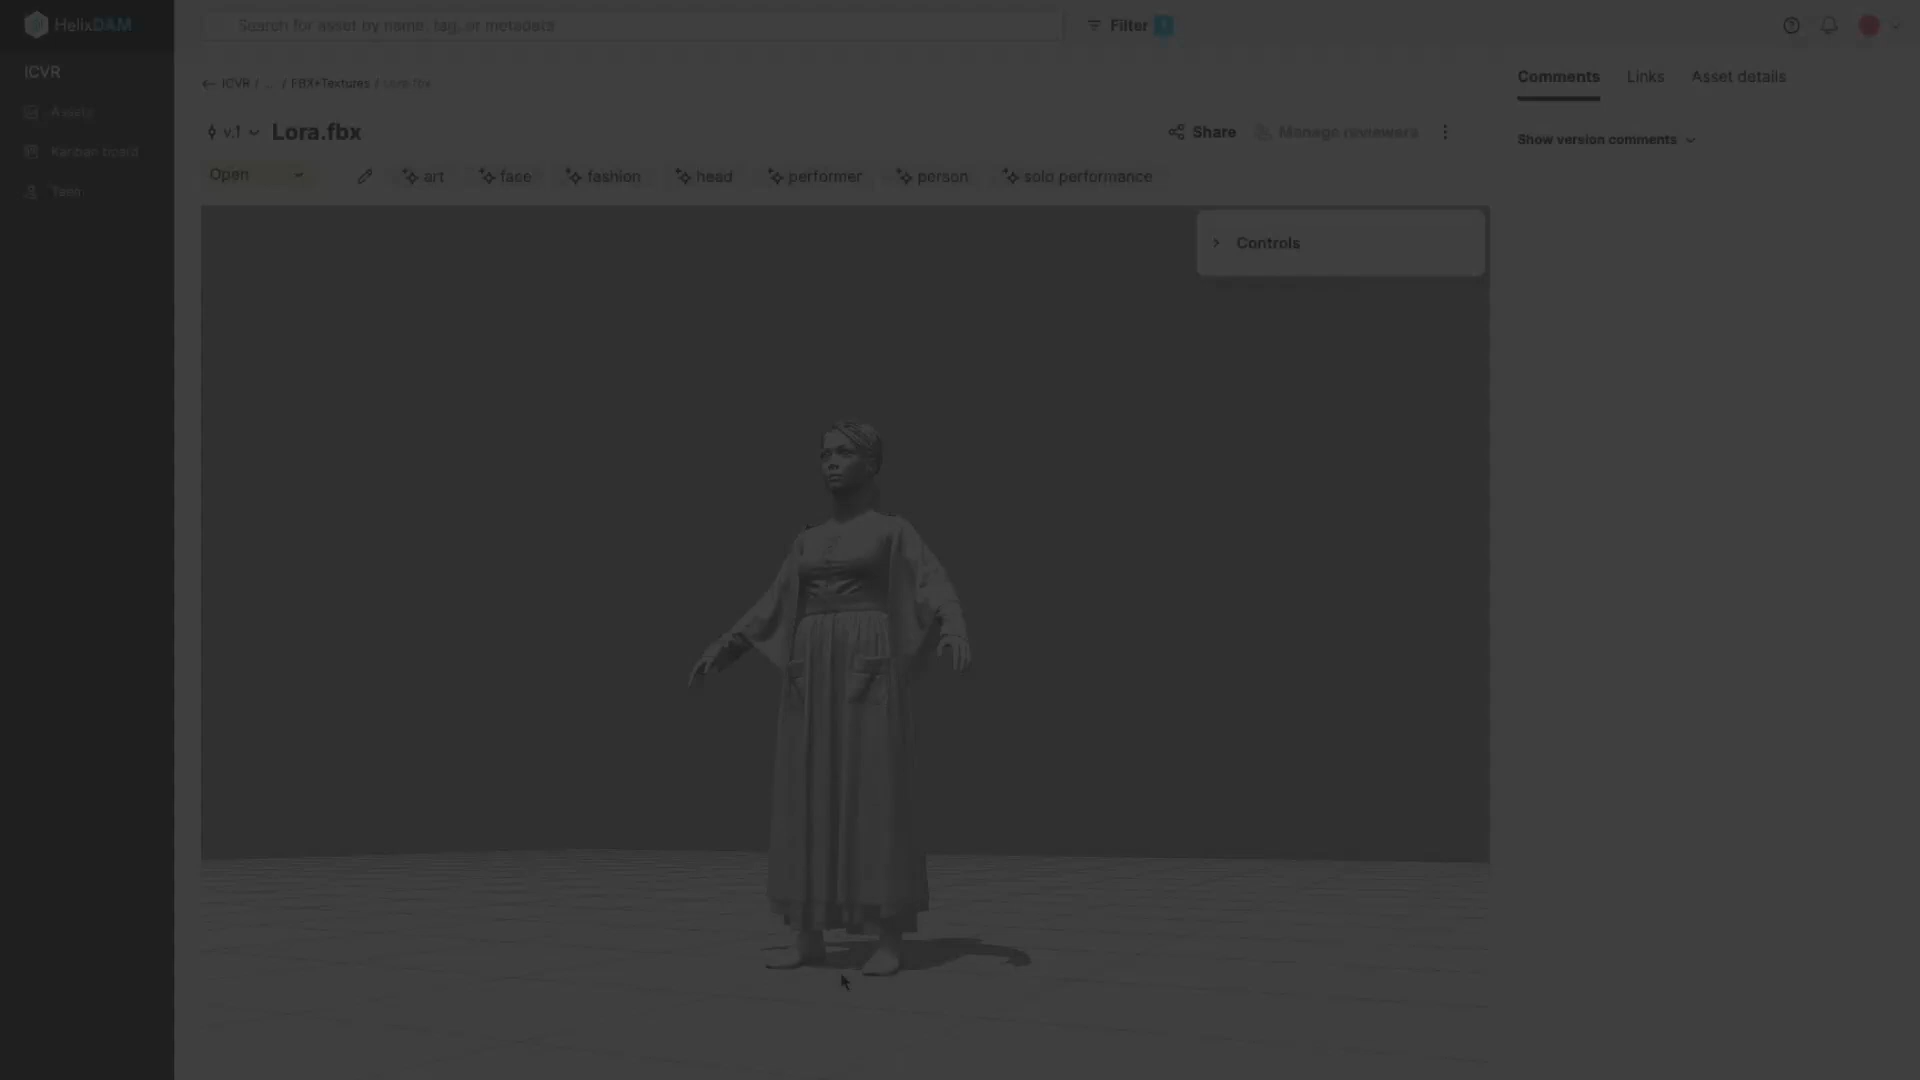 HelixDAM
Search for asset by name, tag, or metadata
Filter
ICVR
Assets
Kanban board
Team
ICVR / ... / FBX+Textures / Lora.fbx
v.1 Lora.fbx
Share
Manage reviewers
Open
art
face
fashion
head
performer
person
solo performance
Controls
Comments
Links
Asset details
Show version comments